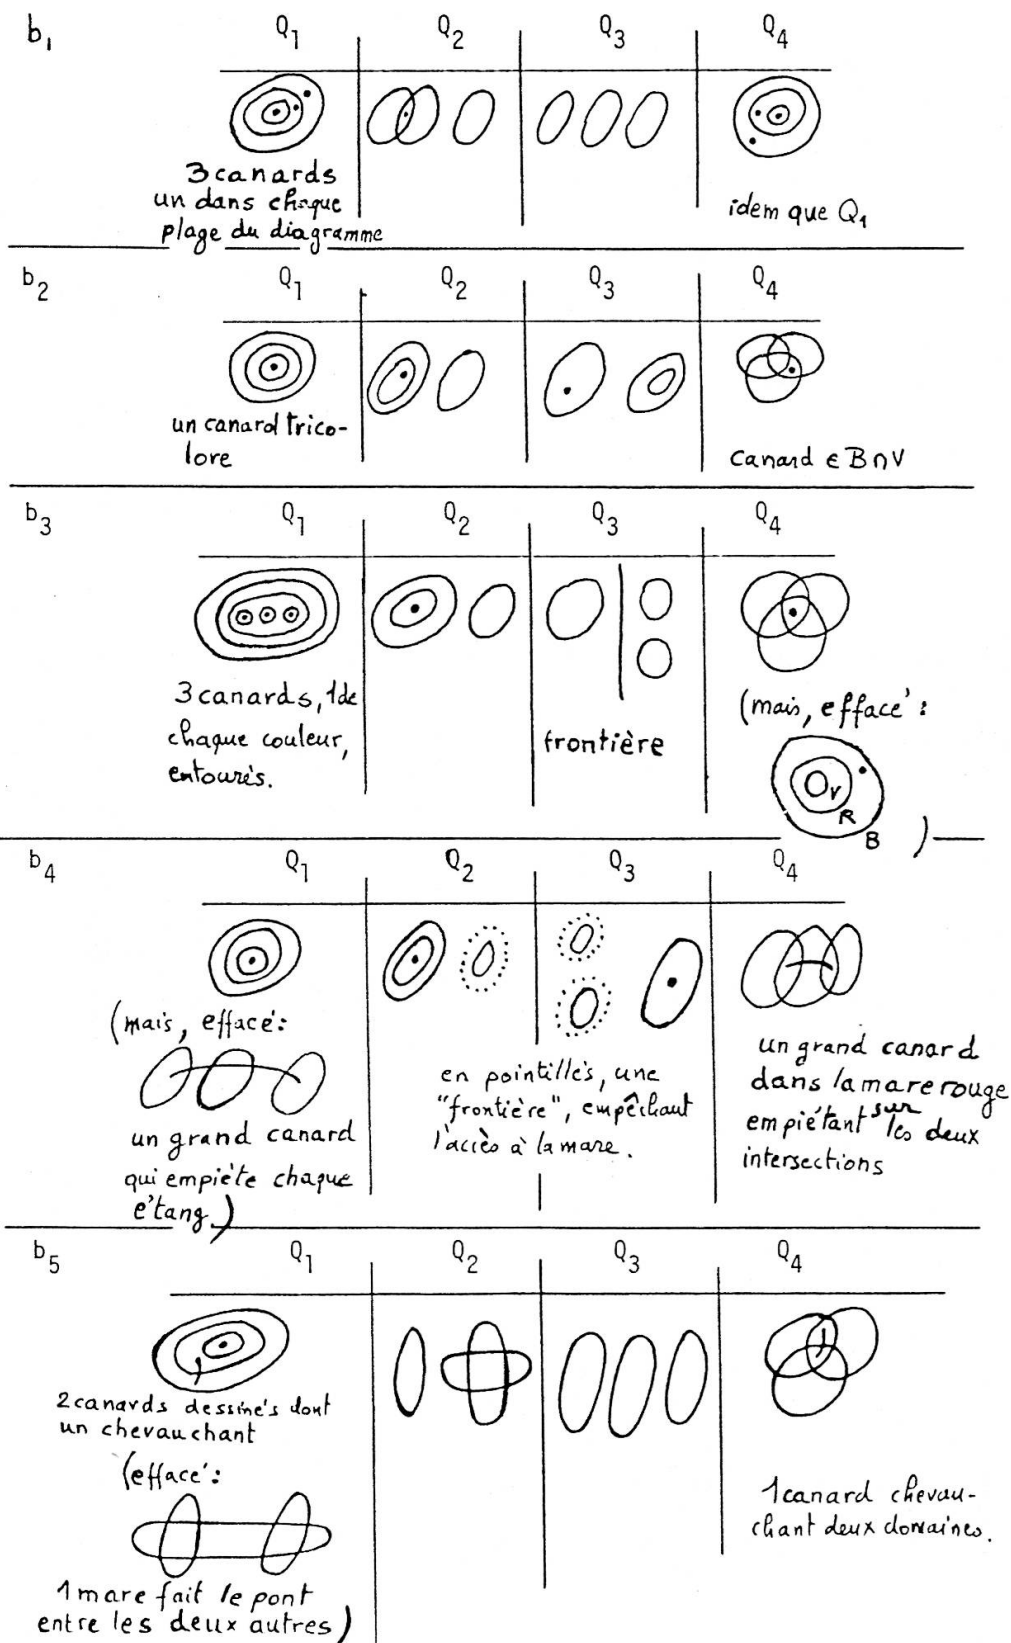 b₁ Q₁ Q₂ Q₃ Q₄
3 canards
un dans chaque
plage du diagramme
idem que Q₁
b₂ Q₁ Q₂ Q₃ Q₄
un canard trico-
lore
canard ∈ B∩V
b₃ Q₁ Q₂ Q₃ Q₄
3 canards, 1 de
chaque couleur,
entourés.
frontière
(mais, effacé :
V
R
B
)
b₄ Q₁ Q₂ Q₃ Q₄
(mais, effacé :
un grand canard
qui empiète chaque
étang)
en pointillés, une
"frontière", empêchant
l'accès à la mare.
un grand canard
dans la mare rouge
empiétant sur les deux
intersections
b₅ Q₁ Q₂ Q₃ Q₄
2 canards dessinés dont
un chevauchant
(effacé :
1 mare fait le pont
entre les deux autres)
1 canard chevau-
chant deux domaines.